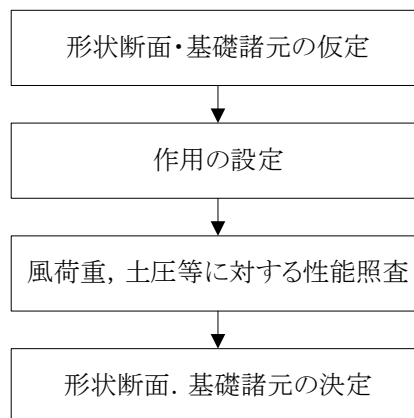 形状断面・基礎諸元の仮定
作用の設定
風荷重, 土圧等に対する性能照査
形状断面. 基礎諸元の決定